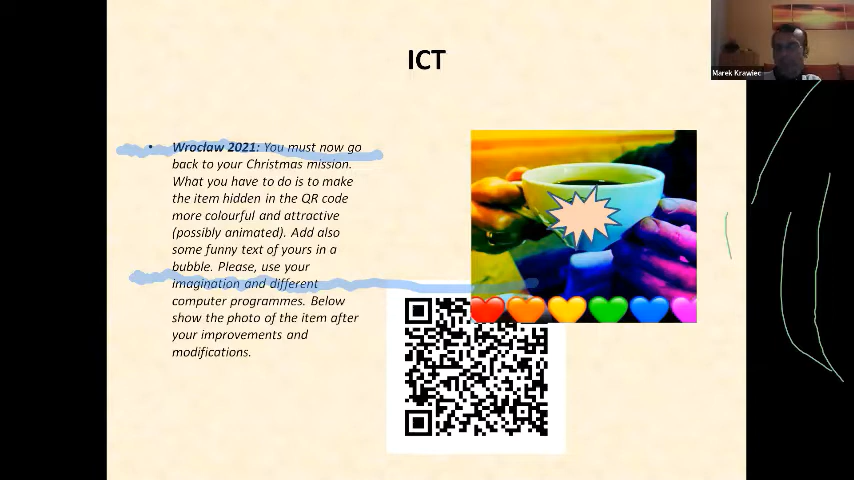 ICT
Marek Krawiec
• Wrocław 2021: You must now go
back to your Christmas mission.
What you have to do is to make
the item hidden in the QR code
more colourful and attractive
(possibly animated). Add also
some funny text of yours in a
bubble. Please, use your
imagination and different
computer programmes. Below
show the photo of the item after
your improvements and
modifications.